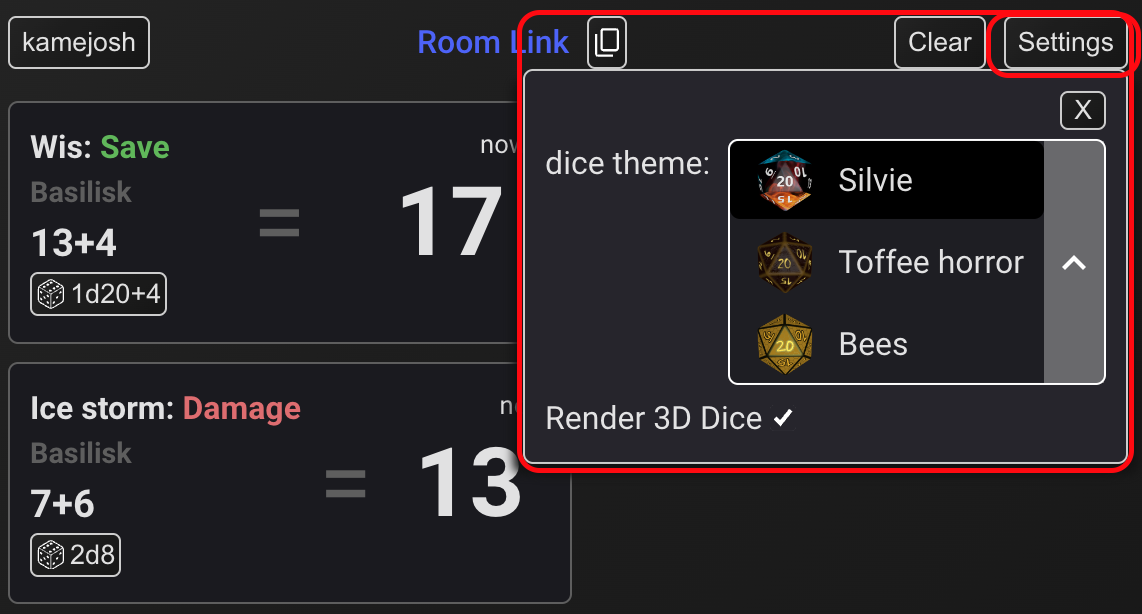 kamejosh
Room Link
Clear
Settings
X
dice theme:
Silvie
Toffee horror
Bees
Render 3D Dice
Wis: Save
Basilisk
13+4
=
17
1d20+4
Ice storm: Damage
Basilisk
7+6
=
13
2d8